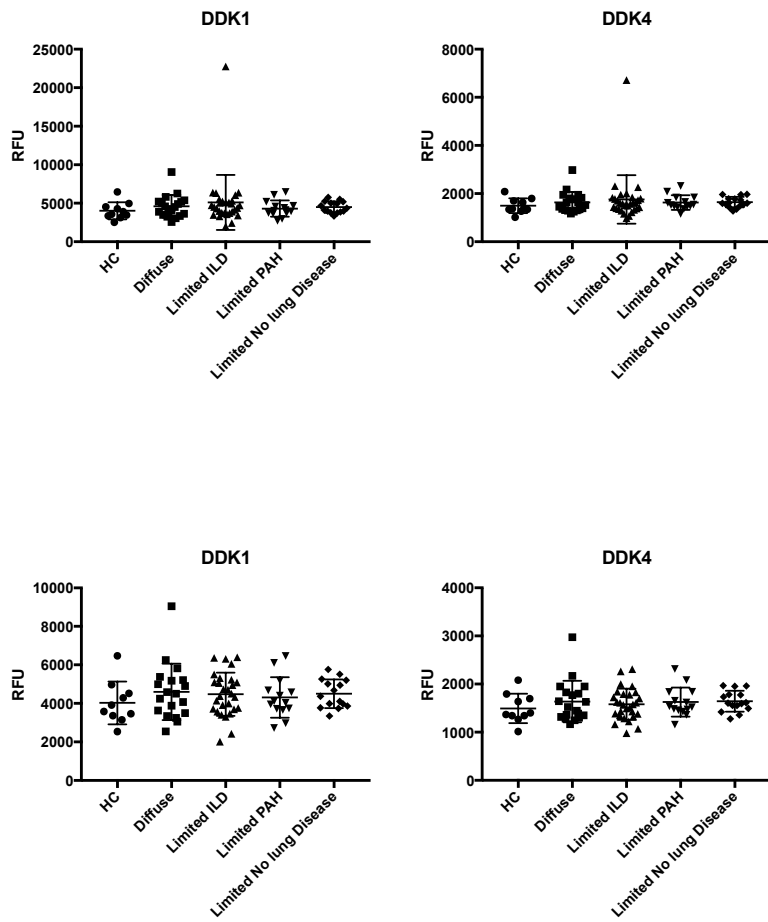 DDK1
25000
20000
15000
10000
5000
0
RFU
HC
Diffuse
Limited ILD
Limited PAH
Limited No lung Disease
DDK4
8000
6000
4000
2000
0
RFU
HC
Diffuse
Limited ILD
Limited PAH
Limited No lung Disease
DDK1
10000
8000
6000
4000
2000
0
RFU
HC
Diffuse
Limited ILD
Limited PAH
Limited No lung Disease
DDK4
4000
3000
2000
1000
0
RFU
HC
Diffuse
Limited ILD
Limited PAH
Limited No lung Disease